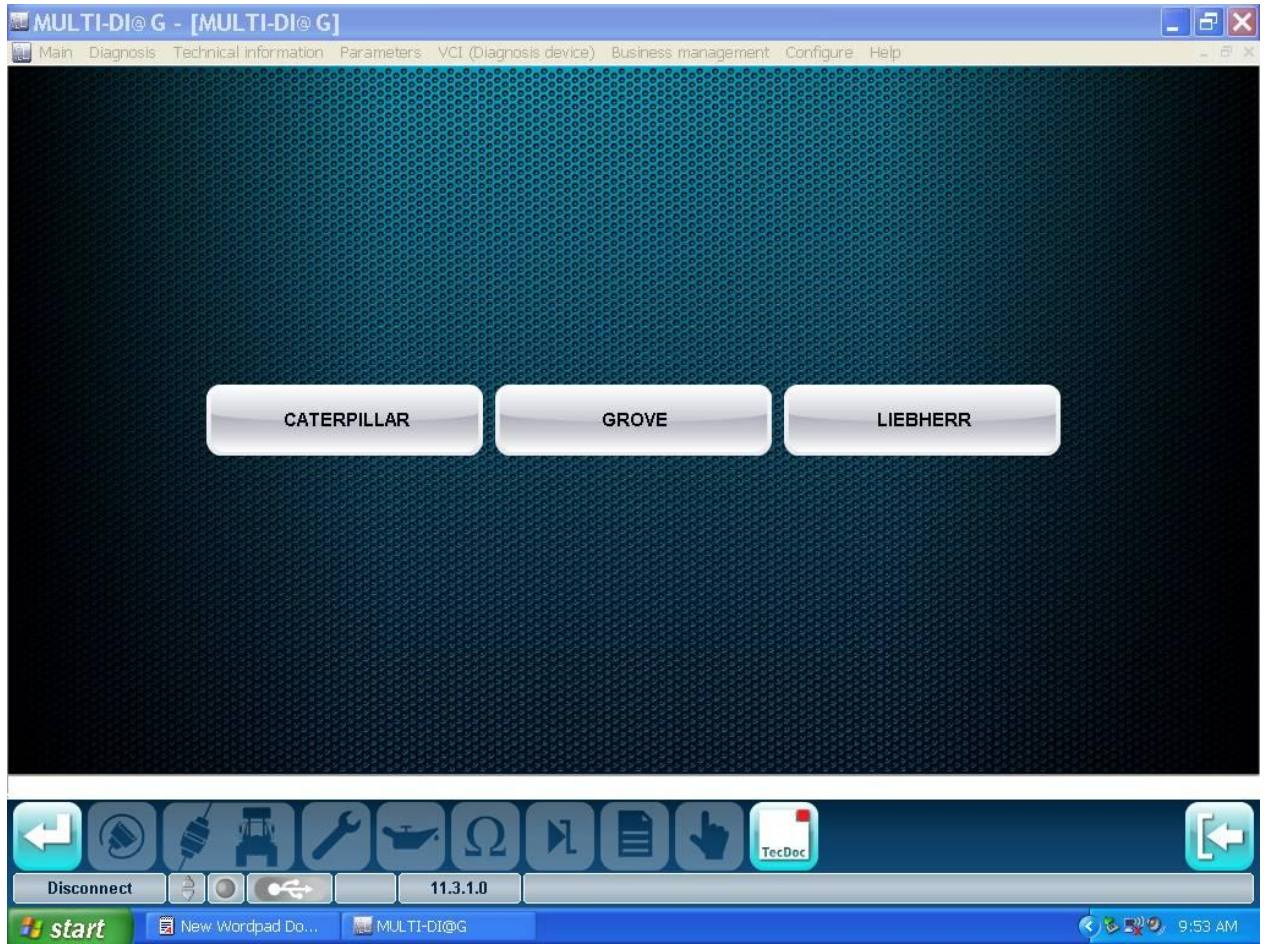 MULTI-DI@G - [MULTI-DI@G]
Main Diagnosis Technical information Parameters VCI (Diagnosis device) Business management Configure Help
CATERPILLAR GROVE LIEBHERR
Ω
TecDoc
Disconnect 11.3.1.0
start New Wordpad Do... MULTI-DI@G 9:53 AM